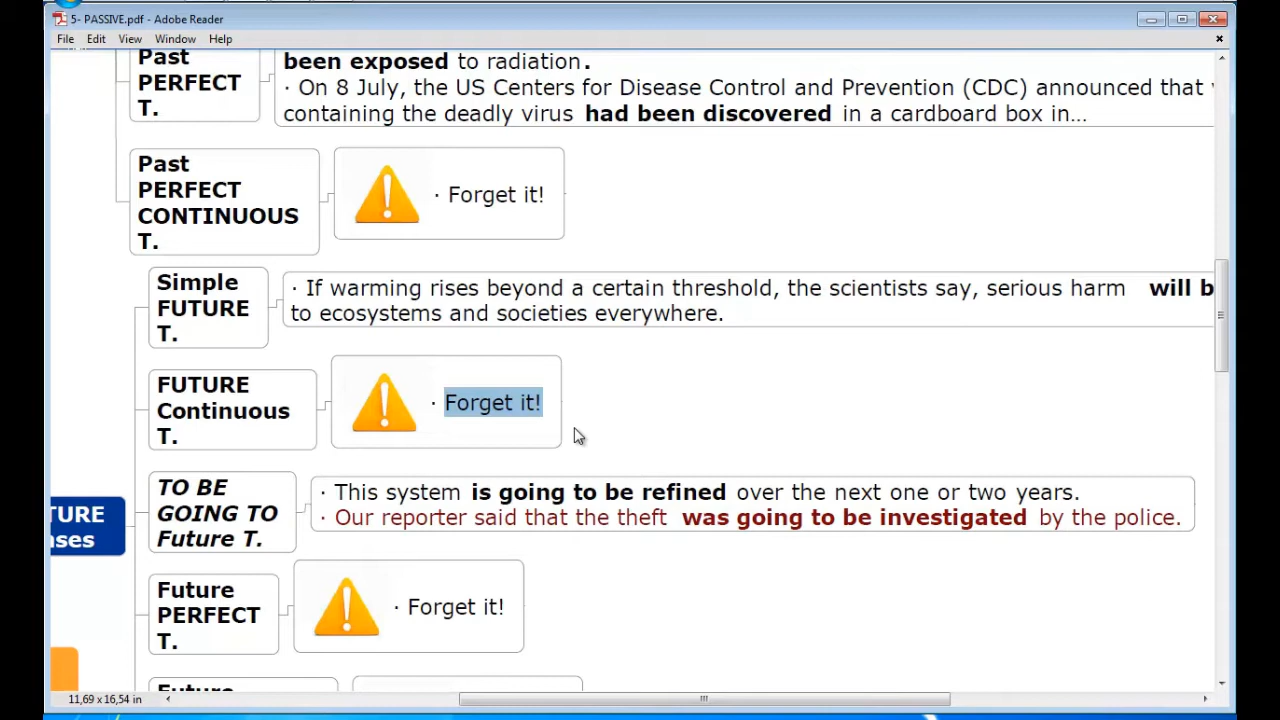 5- PASSIVE.pdf - Adobe Reader
File Edit View Window Help
Past
PERFECT
T.
been exposed to radiation.
· On 8 July, the US Centers for Disease Control and Prevention (CDC) announced that
containing the deadly virus had been discovered in a cardboard box in...
Past
PERFECT
CONTINUOUS
T.
· Forget it!
Simple
FUTURE
T.
· If warming rises beyond a certain threshold, the scientists say, serious harm will b
to ecosystems and societies everywhere.
FUTURE
Continuous
T.
· Forget it!
TO BE
GOING TO
Future T.
· This system is going to be refined over the next one or two years.
· Our reporter said that the theft was going to be investigated by the police.
TURE
ases
Future
PERFECT
T.
· Forget it!
11,69 x 16,54 in